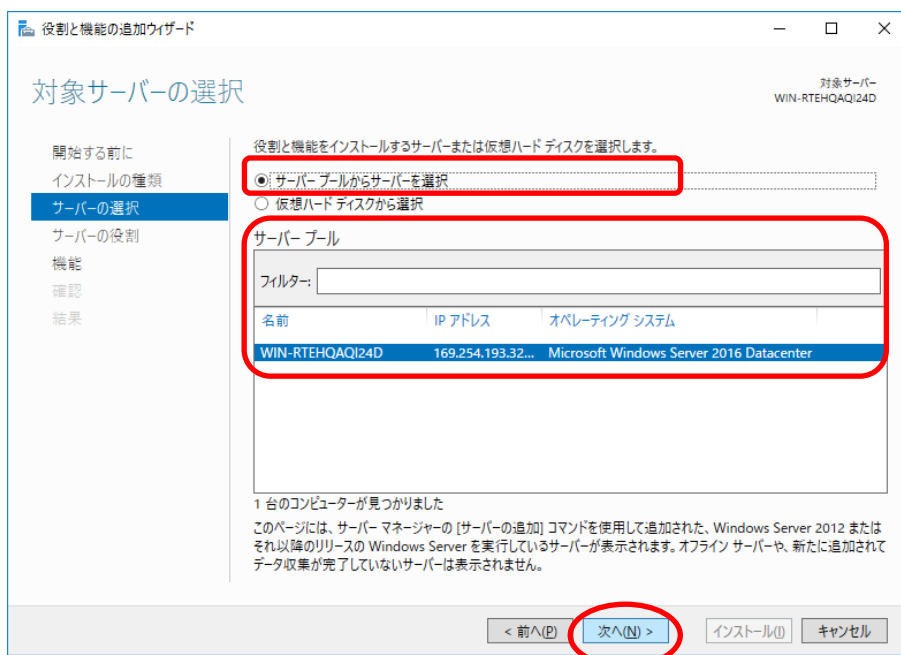 役割と機能の追加ウィザード
対象サーバーの選択
対象サーバー
WIN-RTEHQAQI24D
開始する前に
インストールの種類
サーバーの選択
サーバーの役割
機能
確認
結果
役割と機能をインストールするサーバーまたは仮想ハード ディスクを選択します。
サーバー プールからサーバーを選択
仮想ハード ディスクから選択
サーバー プール
フィルター:
名前 IP アドレス オペレーティング システム
WIN-RTEHQAQI24D 169.254.193.32... Microsoft Windows Server 2016 Datacenter
1 台のコンピューターが見つかりました
このページには、サーバー マネージャーの [サーバーの追加] コマンドを使用して追加された、Windows Server 2012 または
それ以降のリリースの Windows Server を実行しているサーバーが表示されます。オフライン サーバーや、新たに追加されて
データ収集が完了していないサーバーは表示されません。
< 前へ(P) 次へ(N) > インストール(I) キャンセル